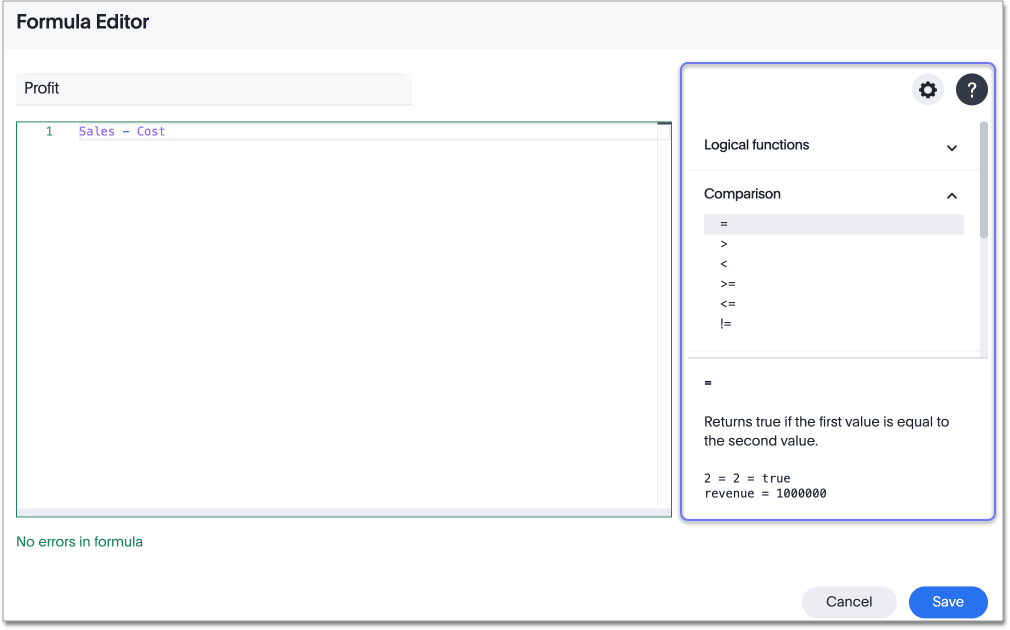 Formula Editor
Profit
1 Sales - Cost
?
Logical functions
Comparison
=
>
<
>=
<=
!=
=
Returns true if the first value is equal to
the second value.
2 = 2 = true
revenue = 1000000
No errors in formula
Cancel
Save